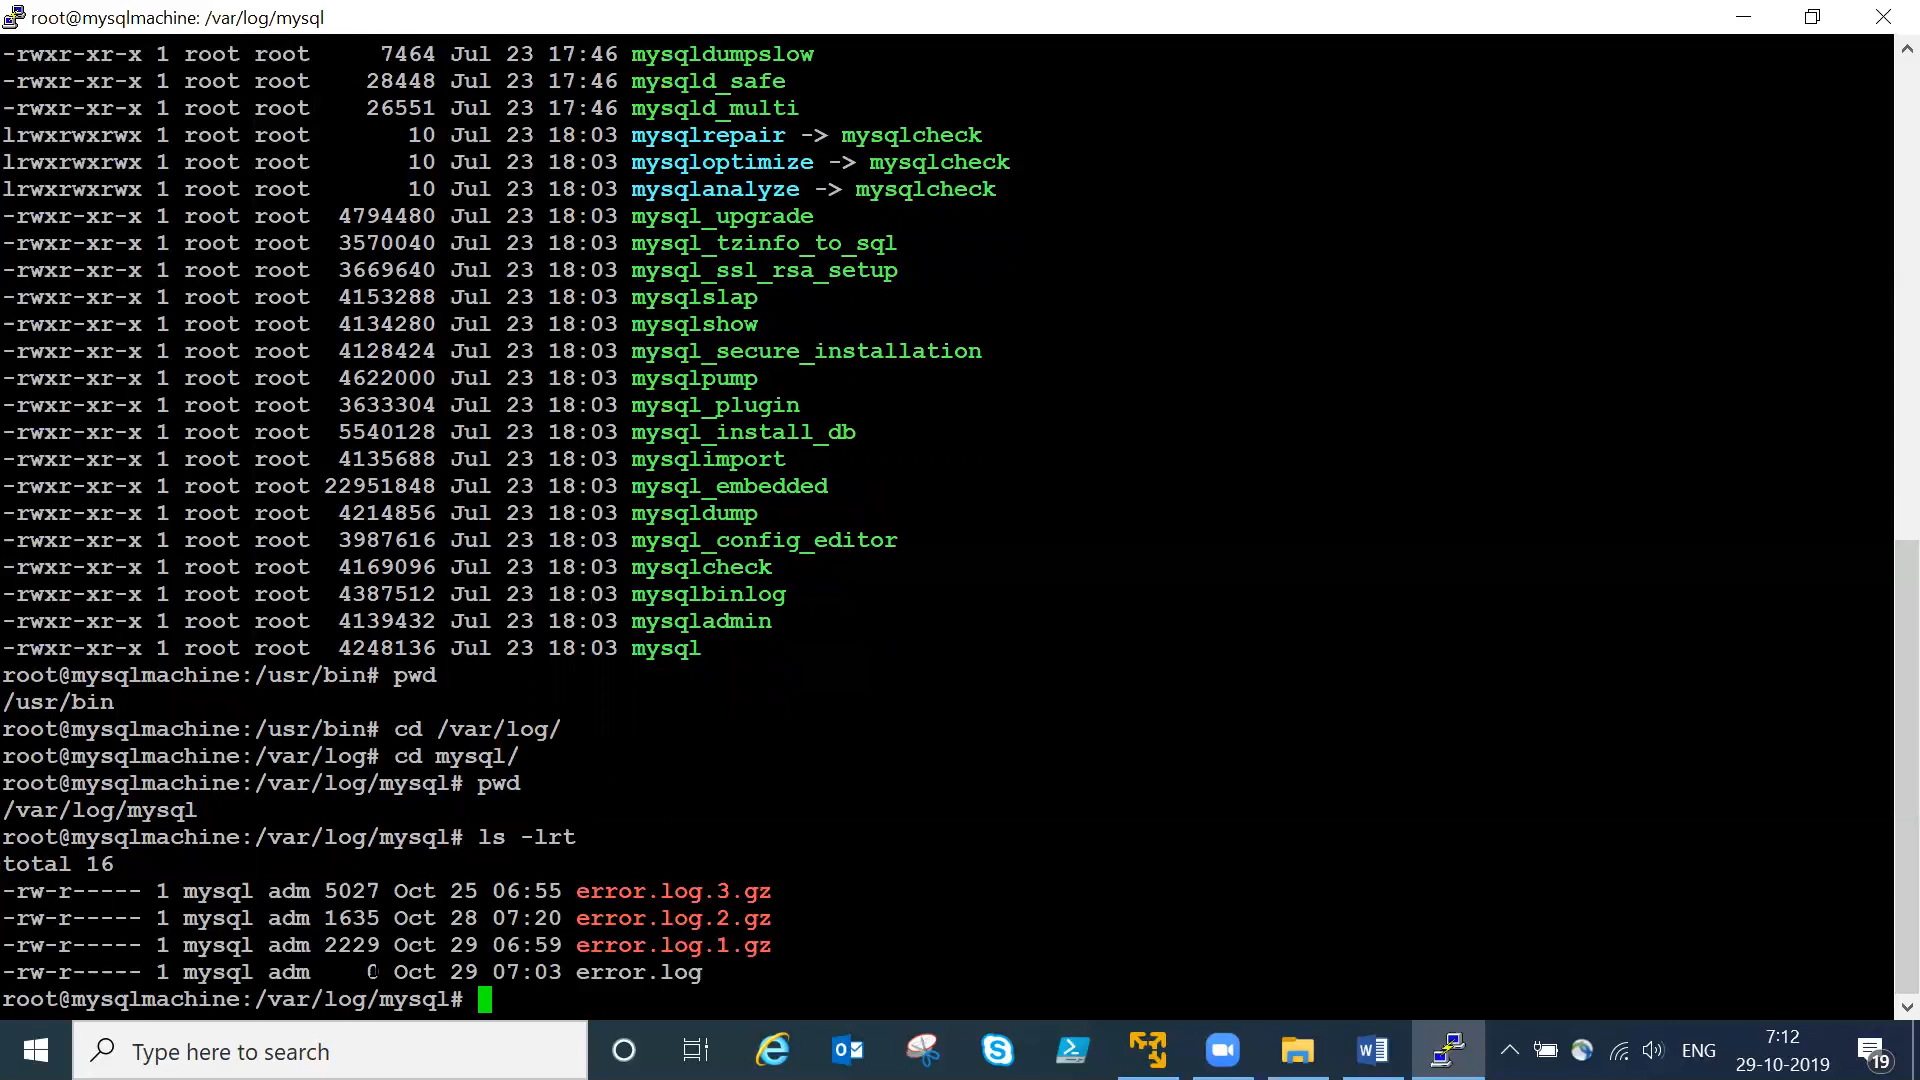 root@mysqlmachine: /var/log/mysql
-rwxr-xr-x 1 root root     7464 Jul 23 17:46 mysqldumpslow
-rwxr-xr-x 1 root root    28448 Jul 23 17:46 mysqld_safe
-rwxr-xr-x 1 root root    26551 Jul 23 17:46 mysqld_multi
lrwxrwxrwx 1 root root       10 Jul 23 18:03 mysqlrepair -> mysqlcheck
lrwxrwxrwx 1 root root       10 Jul 23 18:03 mysqloptimize -> mysqlcheck
lrwxrwxrwx 1 root root       10 Jul 23 18:03 mysqlanalyze -> mysqlcheck
-rwxr-xr-x 1 root root  4794480 Jul 23 18:03 mysql_upgrade
-rwxr-xr-x 1 root root  3570040 Jul 23 18:03 mysql_tzinfo_to_sql
-rwxr-xr-x 1 root root  3669640 Jul 23 18:03 mysql_ssl_rsa_setup
-rwxr-xr-x 1 root root  4153288 Jul 23 18:03 mysqlslap
-rwxr-xr-x 1 root root  4134280 Jul 23 18:03 mysqlshow
-rwxr-xr-x 1 root root  4128424 Jul 23 18:03 mysql_secure_installation
-rwxr-xr-x 1 root root  4622000 Jul 23 18:03 mysqlpump
-rwxr-xr-x 1 root root  3633304 Jul 23 18:03 mysql_plugin
-rwxr-xr-x 1 root root  5540128 Jul 23 18:03 mysql_install_db
-rwxr-xr-x 1 root root  4135688 Jul 23 18:03 mysqlimport
-rwxr-xr-x 1 root root 22951848 Jul 23 18:03 mysql_embedded
-rwxr-xr-x 1 root root  4214856 Jul 23 18:03 mysqldump
-rwxr-xr-x 1 root root  3987616 Jul 23 18:03 mysql_config_editor
-rwxr-xr-x 1 root root  4169096 Jul 23 18:03 mysqlcheck
-rwxr-xr-x 1 root root  4387512 Jul 23 18:03 mysqlbinlog
-rwxr-xr-x 1 root root  4139432 Jul 23 18:03 mysqladmin
-rwxr-xr-x 1 root root  4248136 Jul 23 18:03 mysql
root@mysqlmachine:/usr/bin# pwd
/usr/bin
root@mysqlmachine:/usr/bin# cd /var/log/
root@mysqlmachine:/var/log# cd mysql/
root@mysqlmachine:/var/log/mysql# pwd
/var/log/mysql
root@mysqlmachine:/var/log/mysql# ls -lrt
total 16
-rw-r----- 1 mysql adm 5027 Oct 25 06:55 error.log.3.gz
-rw-r----- 1 mysql adm 1635 Oct 28 07:20 error.log.2.gz
-rw-r----- 1 mysql adm 2229 Oct 29 06:59 error.log.1.gz
-rw-r----- 1 mysql adm    0 Oct 29 07:03 error.log
root@mysqlmachine:/var/log/mysql#
Type here to search
ENG
7:12
29-10-2019
19